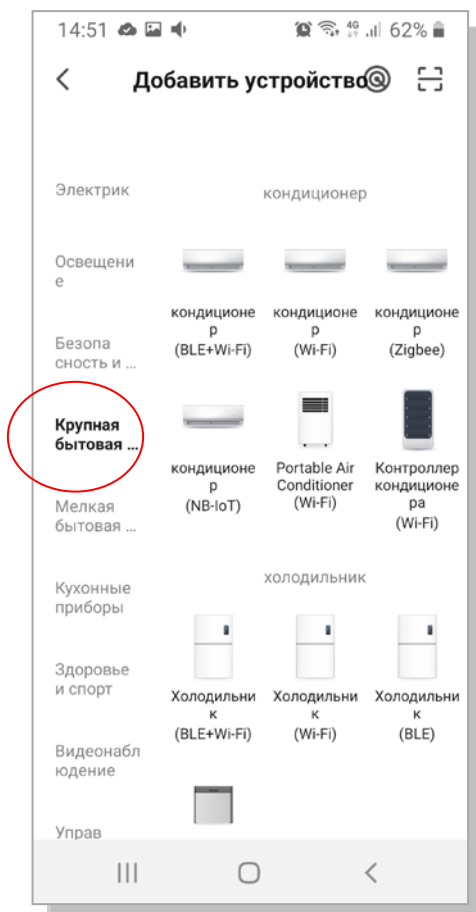 14:51 4G 62%
Добавить устройство
Электрик
Освещени
е
Безопа
сность и ...
Крупная
бытовая ...
Мелкая
бытовая ...
Кухонные
приборы
Здоровье
и спорт
Видеонабл
юдение
Управ
кондиционер
кондиционе
р
(BLE+Wi-Fi)
кондиционе
р
(Wi-Fi)
кондиционе
р
(Zigbee)
кондиционе
р
(NB-IoT)
Portable Air
Conditioner
(Wi-Fi)
Контроллер
кондиционе
ра
(Wi-Fi)
холодильник
Холодильни
к
(BLE+Wi-Fi)
Холодильни
к
(Wi-Fi)
Холодильни
к
(BLE)